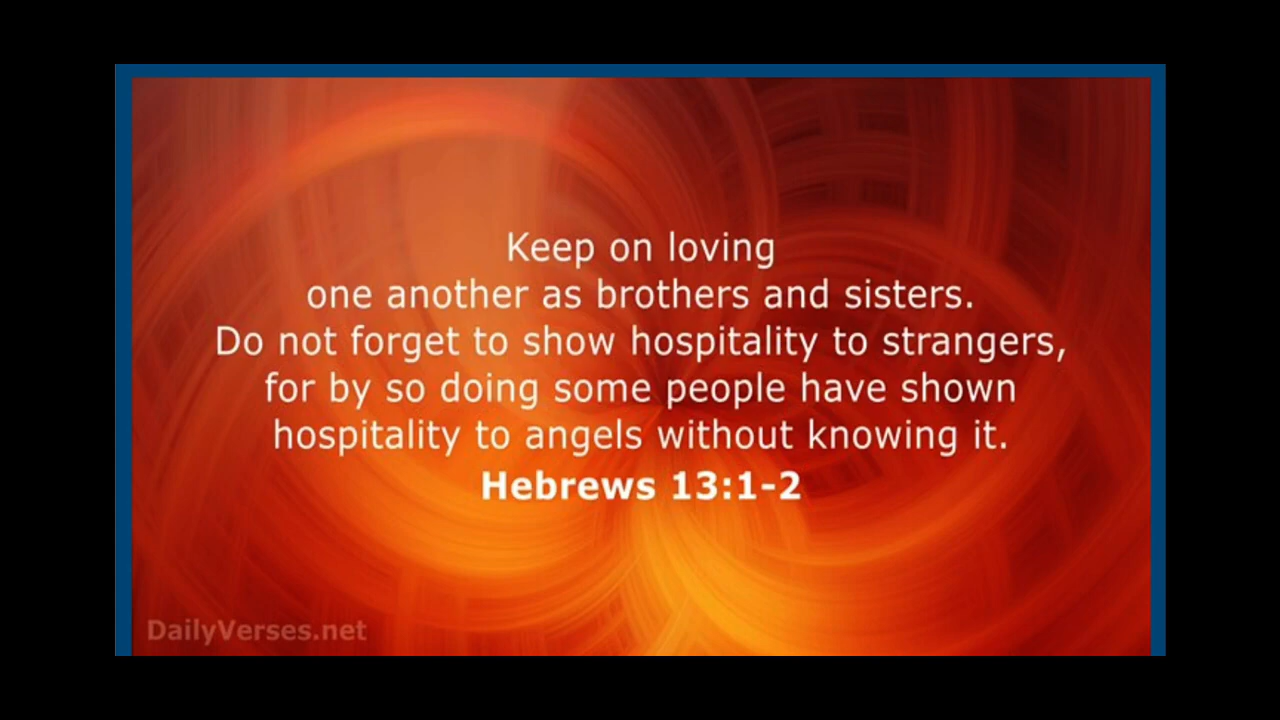 Keep on loving
one another as brothers and sisters.
Do not forget to show hospitality to strangers,
for by so doing some people have shown
hospitality to angels without knowing it.
Hebrews 13:1-2
DailyVerses.net